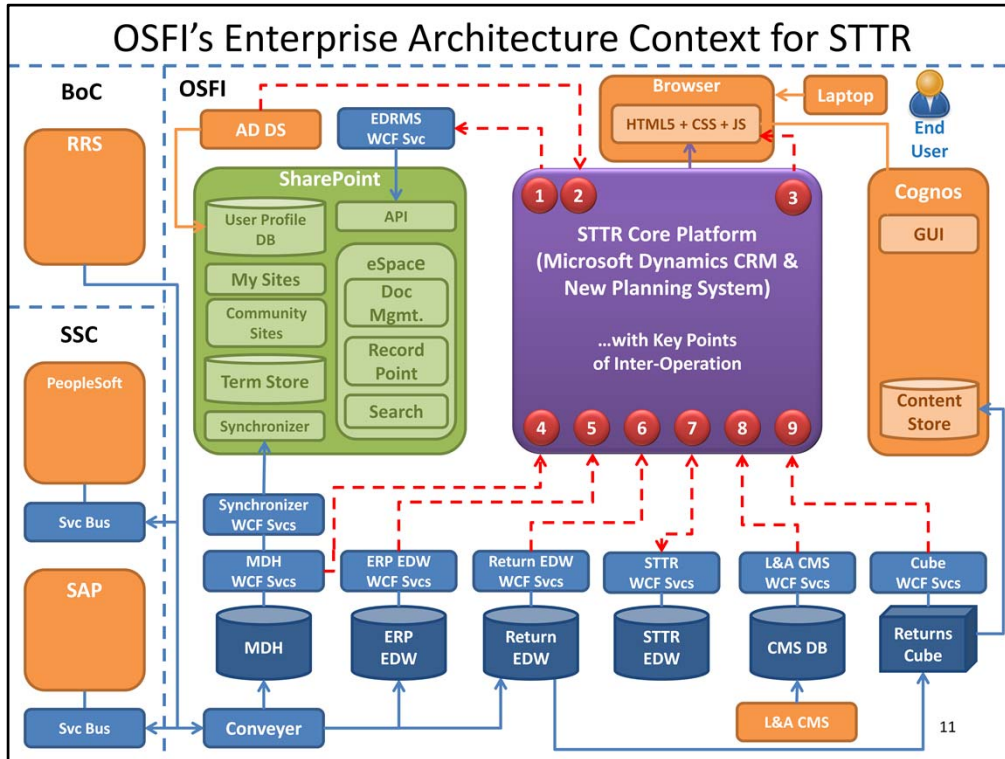 OSFI's Enterprise Architecture Context for STTR
BoC
OSFI
RRS
AD DS
EDRMS
WCF Svc
Browser
HTML5 + CSS + JS
Laptop
End
User
SharePoint
User Profile
DB
My Sites
Community
Sites
Term Store
Synchronizer
API
eSpace
Doc
Mgmt.
Record
Point
Search
1
2
3
STTR Core Platform
(Microsoft Dynamics CRM &
New Planning System)
...with Key Points
of Inter-Operation
4
5
6
7
8
9
Cognos
GUI
Content
Store
SSC
PeopleSoft
Svc Bus
SAP
Svc Bus
Synchronizer
WCF Svcs
MDH
WCF Svcs
ERP EDW
WCF Svcs
Return EDW
WCF Svcs
STTR
WCF Svcs
L&A CMS
WCF Svcs
Cube
WCF Svcs
MDH
ERP
EDW
Return
EDW
STTR
EDW
CMS DB
Returns
Cube
Conveyer
L&A CMS
11